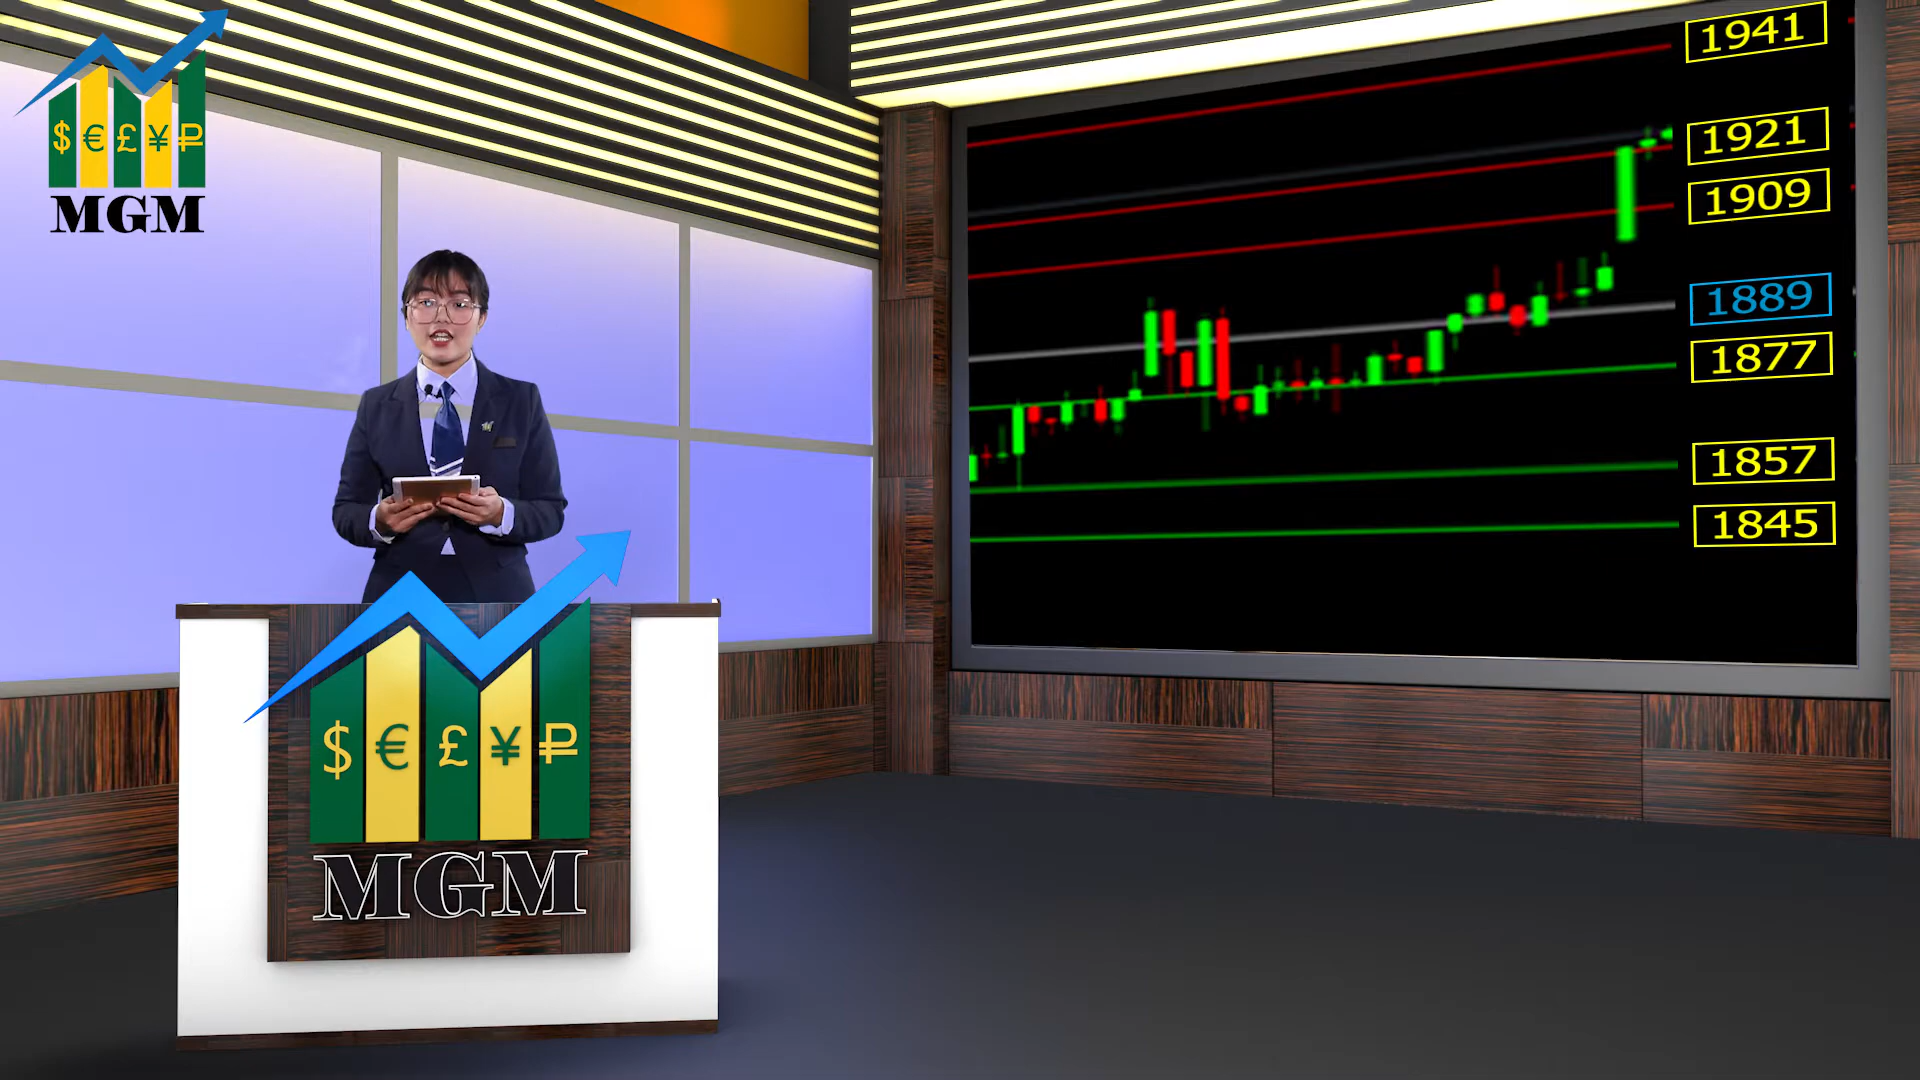 $ € £ ¥ ₽
MGM
1941
1921
1909
1889
1877
1857
1845
$ € £ ¥ ₽
MGM